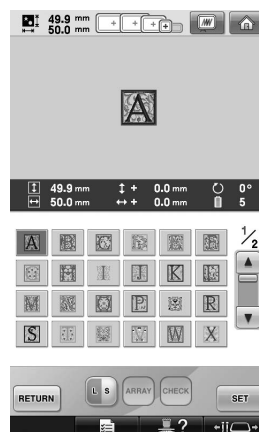 49.9 mm
50.0 mm
A
49.9 mm + 0.0 mm 0°
50.0 mm + 0.0 mm 5
A B G
1/2
I J K L
M N P R
S W X
RETURN L S ARRAY CHECK SET
?